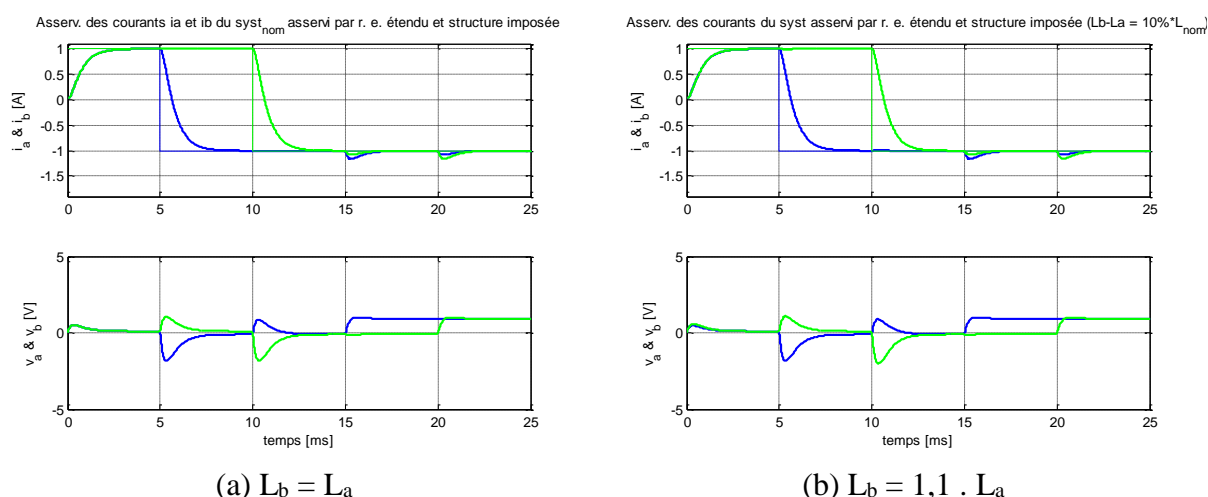 Asserv. des courants ia et ib du syst_nom asservi par r. e. étendu et structure imposée
1
0.5
0
-1
-1
-1.5
i_a & i_b [A]
0 5 10 15 20 25
5
0
-5
v_a & v_b [V]
0 5 10 15 20 25
temps [ms]
(a) L_b = L_a
Asserv. des courants du syst asservi par r. e. étendu et structure imposée (Lb-La = 10%*L_nom)
1
0.5
0
-1
-1
-1.5
i_a & i_b [A]
0 5 10 15 20 25
5
0
-5
v_a & v_b [V]
0 5 10 15 20 25
temps [ms]
(b) L_b = 1,1 . L_a